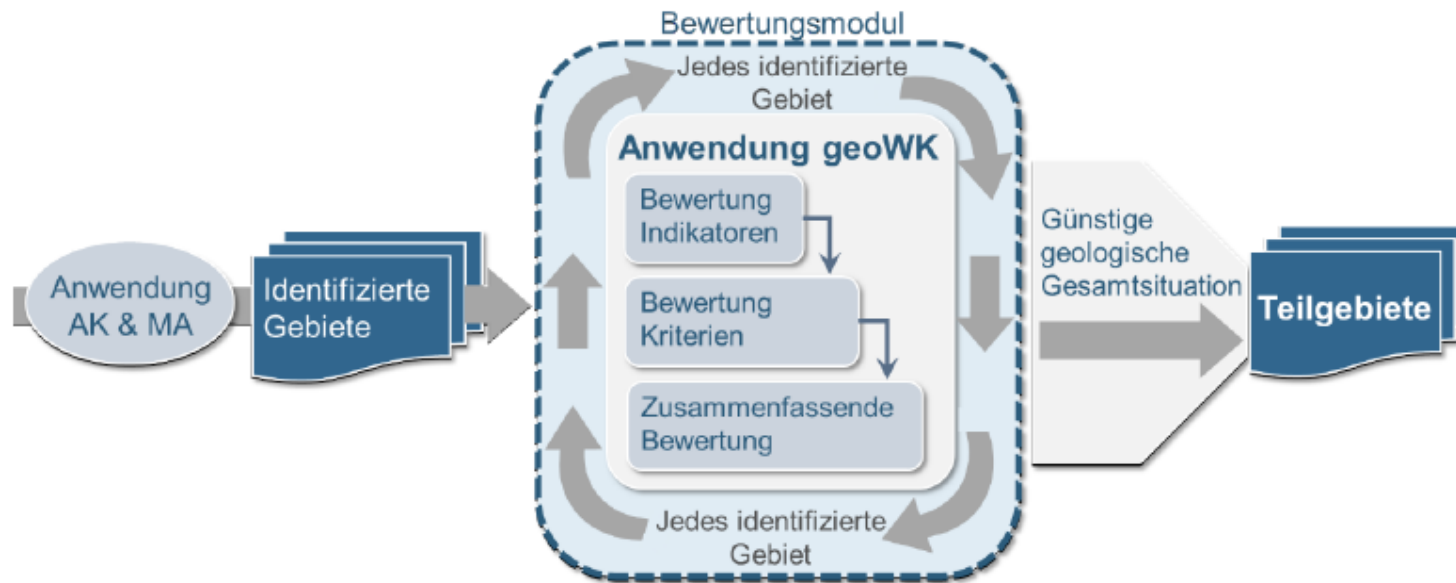 Anwendung
AK & MA
Identifizierte
Gebiete
Bewertungsmodul
Jedes identifizierte
Gebiet
Anwendung geoWK
Bewertung
Indikatoren
Bewertung
Kriterien
Zusammenfassende
Bewertung
Jedes identifizierte
Gebiet
Günstige
geologische
Gesamtsituation
Teilgebiete